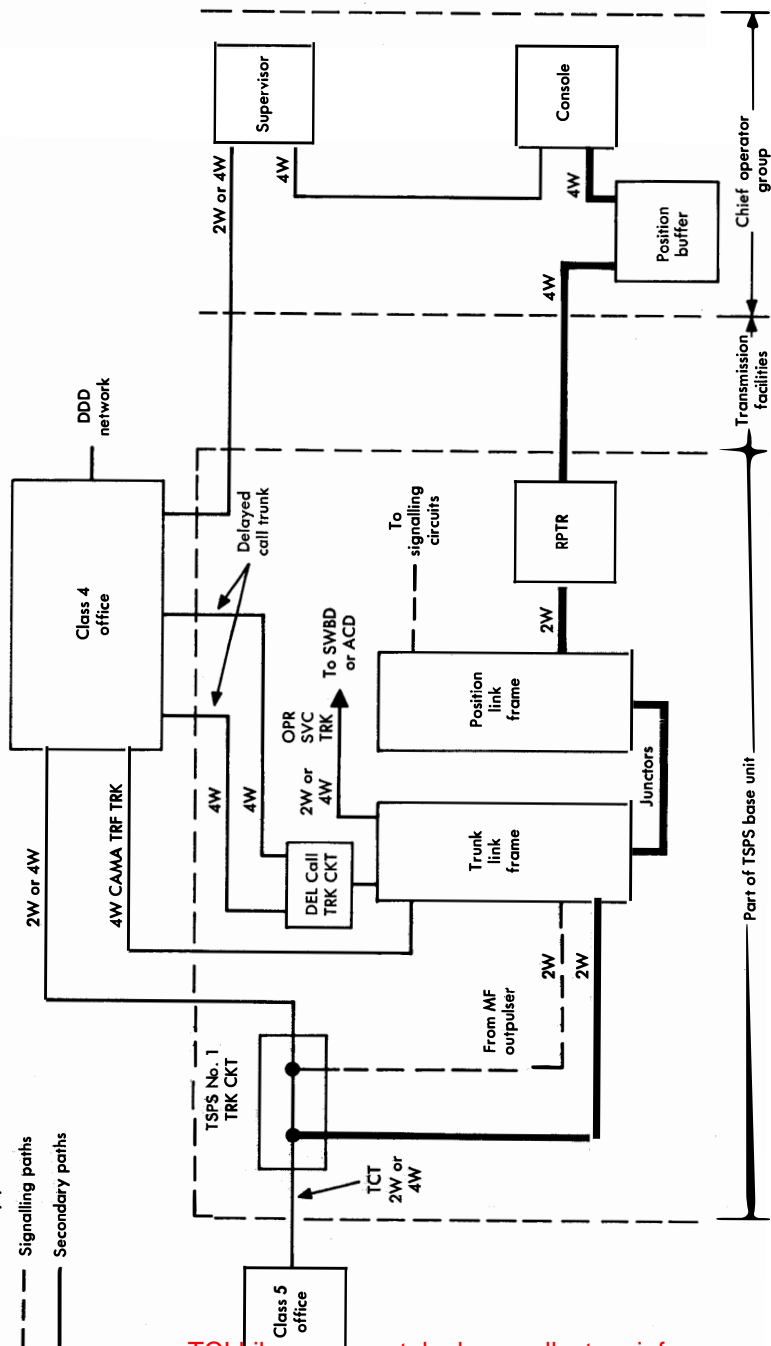 Signalling paths
Secondary paths
Class 5
office
TCT
2W or
4W
TSPS No. 1
TRK CKT
2W or 4W
4W CAMA TRF TRK
Class 4
office
DDD
network
Delayed
call trunk
4W
4W
DEL Call
TRK CKT
2W or
4W
OPR
SVC
TRK
To SWBD
or ACD
From MF
outpulser
2W
2W
Trunk
link
frame
Junctors
Position
link
frame
To
signalling
circuits
2W
RPTR
4W
Position
buffer
4W
Console
2W or 4W
4W
Supervisor
Part of TSPS base unit
Transmission
facilities
Chief operator
group